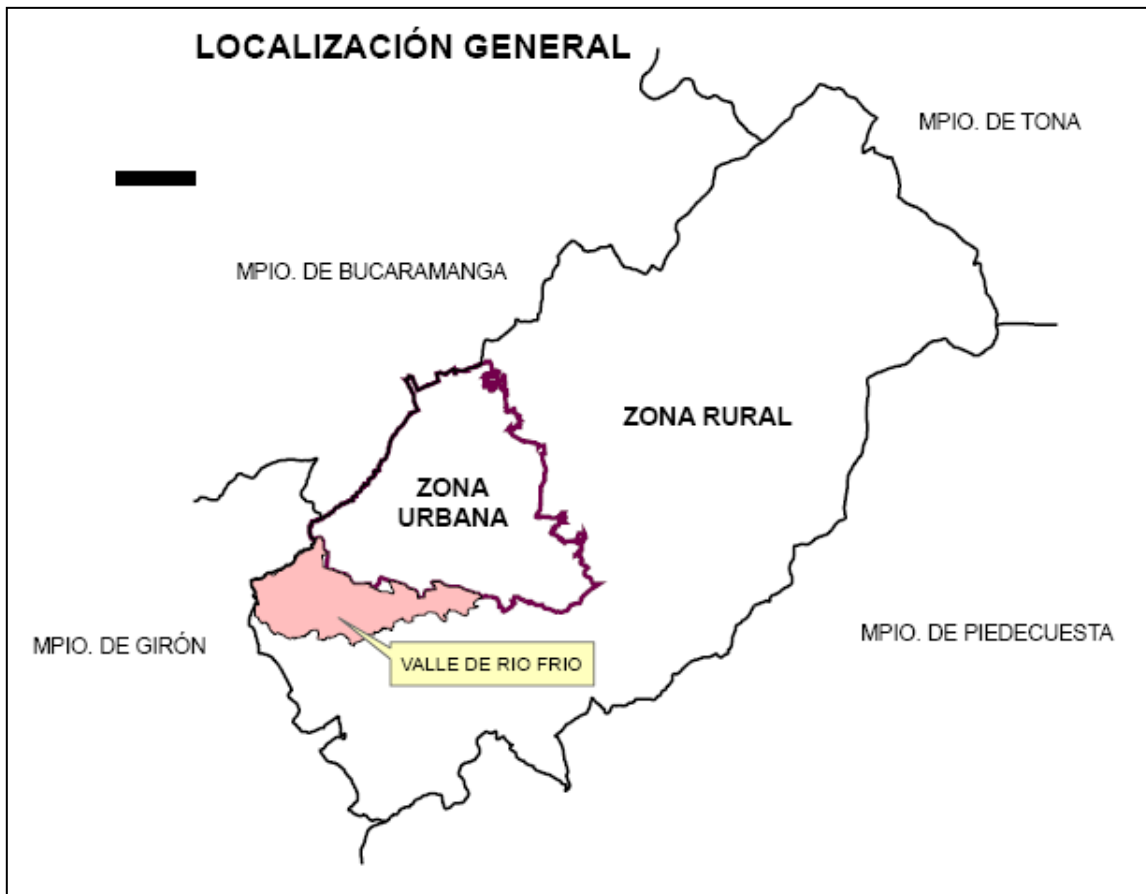 LOCALIZACIÓN GENERAL
MPIO. DE TONA
MPIO. DE BUCARAMANGA
ZONA RURAL
ZONA
URBANA
MPIO. DE GIRÓN
MPIO. DE PIEDECUESTA
VALLE DE RIO FRIO